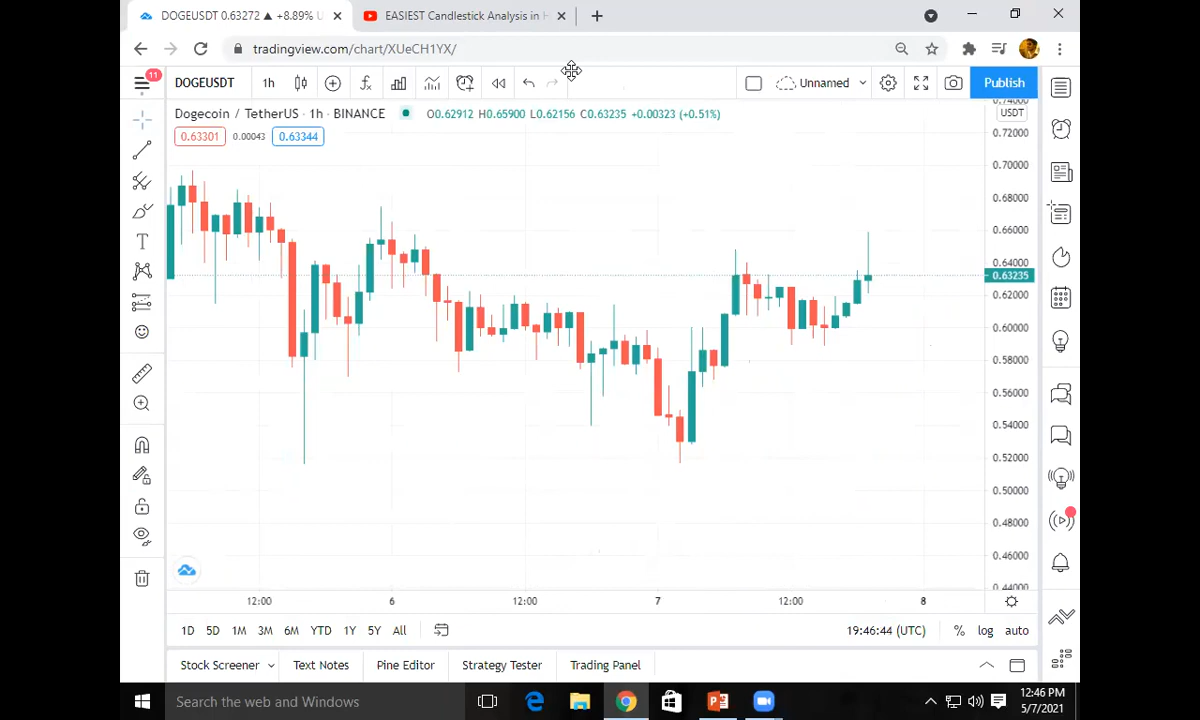 DOGEUSDT 0.63272 ▲ +8.89% U
EASIEST Candlestick Analysis in H
tradingview.com/chart/XUeCH1YX/
11
DOGEUSDT 1h
Unnamed
Publish
Dogecoin / TetherUS · 1h · BINANCE O0.62912 H0.65900 L0.62156 C0.63235 +0.00323 (+0.51%)
0.63301 0.00043 0.63344
0.74000
USDT
0.72000
0.70000
0.68000
0.66000
0.64000
0.63235
0.62000
0.60000
0.58000
0.56000
0.54000
0.52000
0.50000
0.48000
0.46000
0.44000
12:00 6 12:00 7 12:00 8
1D 5D 1M 3M 6M YTD 1Y 5Y All
19:46:44 (UTC) % log auto
Stock Screener Text Notes Pine Editor Strategy Tester Trading Panel
Search the web and Windows
12:46 PM
5/7/2021